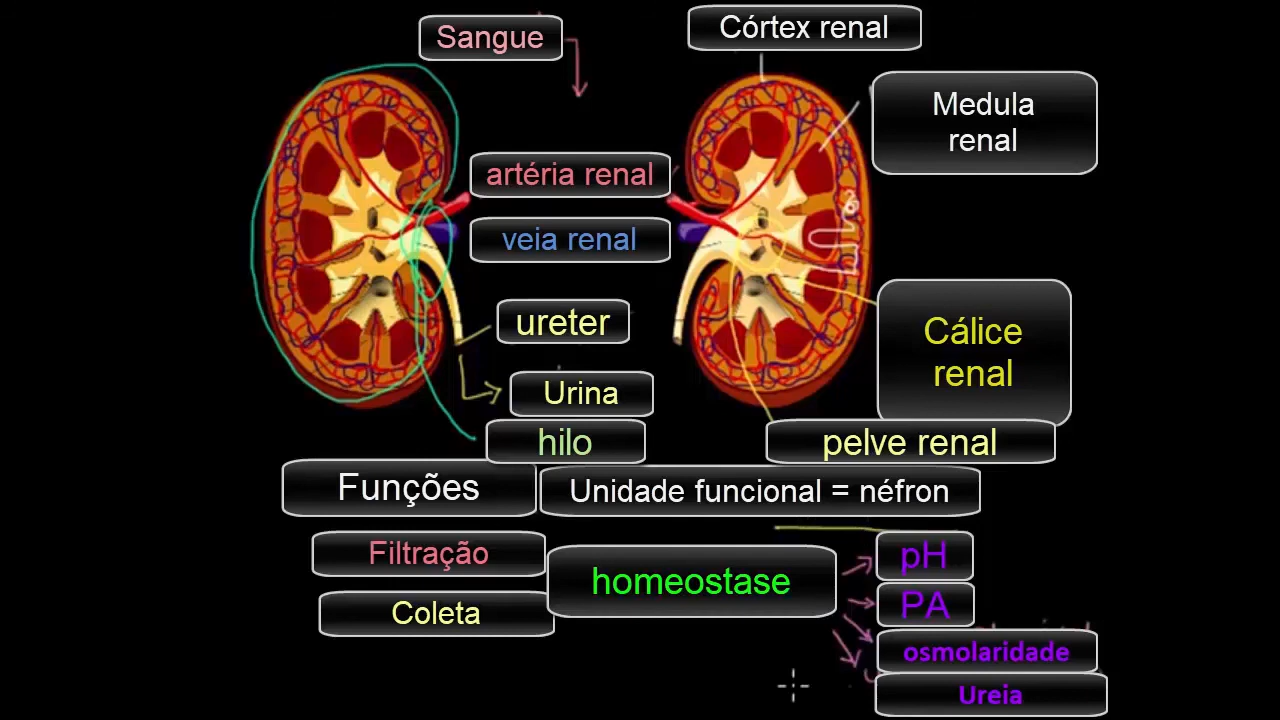 Sangue
Córtex renal
Medula
renal
artéria renal
veia renal
ureter
Cálice
renal
Urina
hilo
pelve renal
Funções
Unidade funcional = néfron
Filtração
homeostase
pH
PA
Coleta
osmolaridade
Ureia